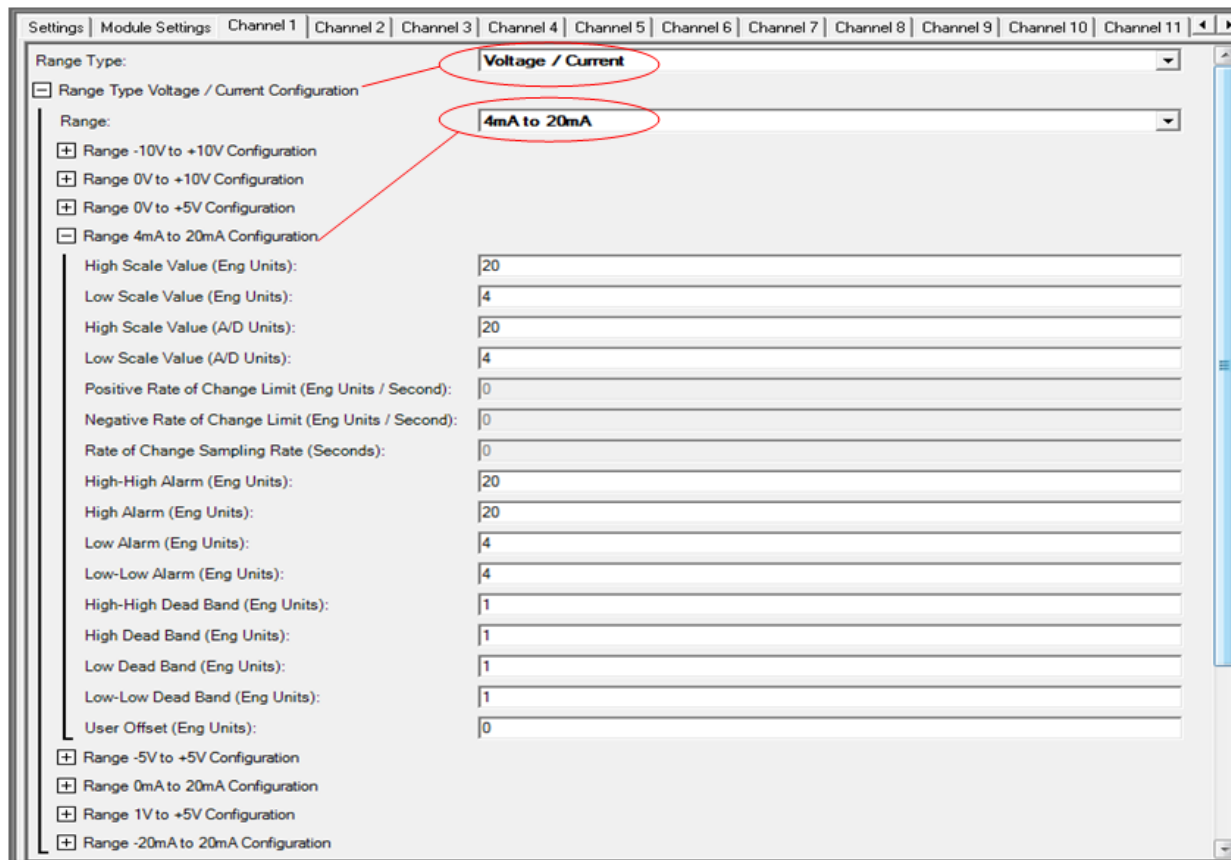 Settings Module Settings Channel 1 Channel 2 Channel 3 Channel 4 Channel 5 Channel 6 Channel 7 Channel 8 Channel 9 Channel 10 Channel 11
Range Type: Voltage / Current
Range Type Voltage / Current Configuration
Range: 4mA to 20mA
Range -10V to +10V Configuration
Range 0V to +10V Configuration
Range 0V to +5V Configuration
Range 4mA to 20mA Configuration
High Scale Value (Eng Units): 20
Low Scale Value (Eng Units): 4
High Scale Value (A/D Units): 20
Low Scale Value (A/D Units): 4
Positive Rate of Change Limit (Eng Units / Second): 0
Negative Rate of Change Limit (Eng Units / Second): 0
Rate of Change Sampling Rate (Seconds): 0
High-High Alarm (Eng Units): 20
High Alarm (Eng Units): 20
Low Alarm (Eng Units): 4
Low-Low Alarm (Eng Units): 4
High-High Dead Band (Eng Units): 1
High Dead Band (Eng Units): 1
Low Dead Band (Eng Units): 1
Low-Low Dead Band (Eng Units): 1
User Offset (Eng Units): 0
Range -5V to +5V Configuration
Range 0mA to 20mA Configuration
Range 1V to +5V Configuration
Range -20mA to 20mA Configuration